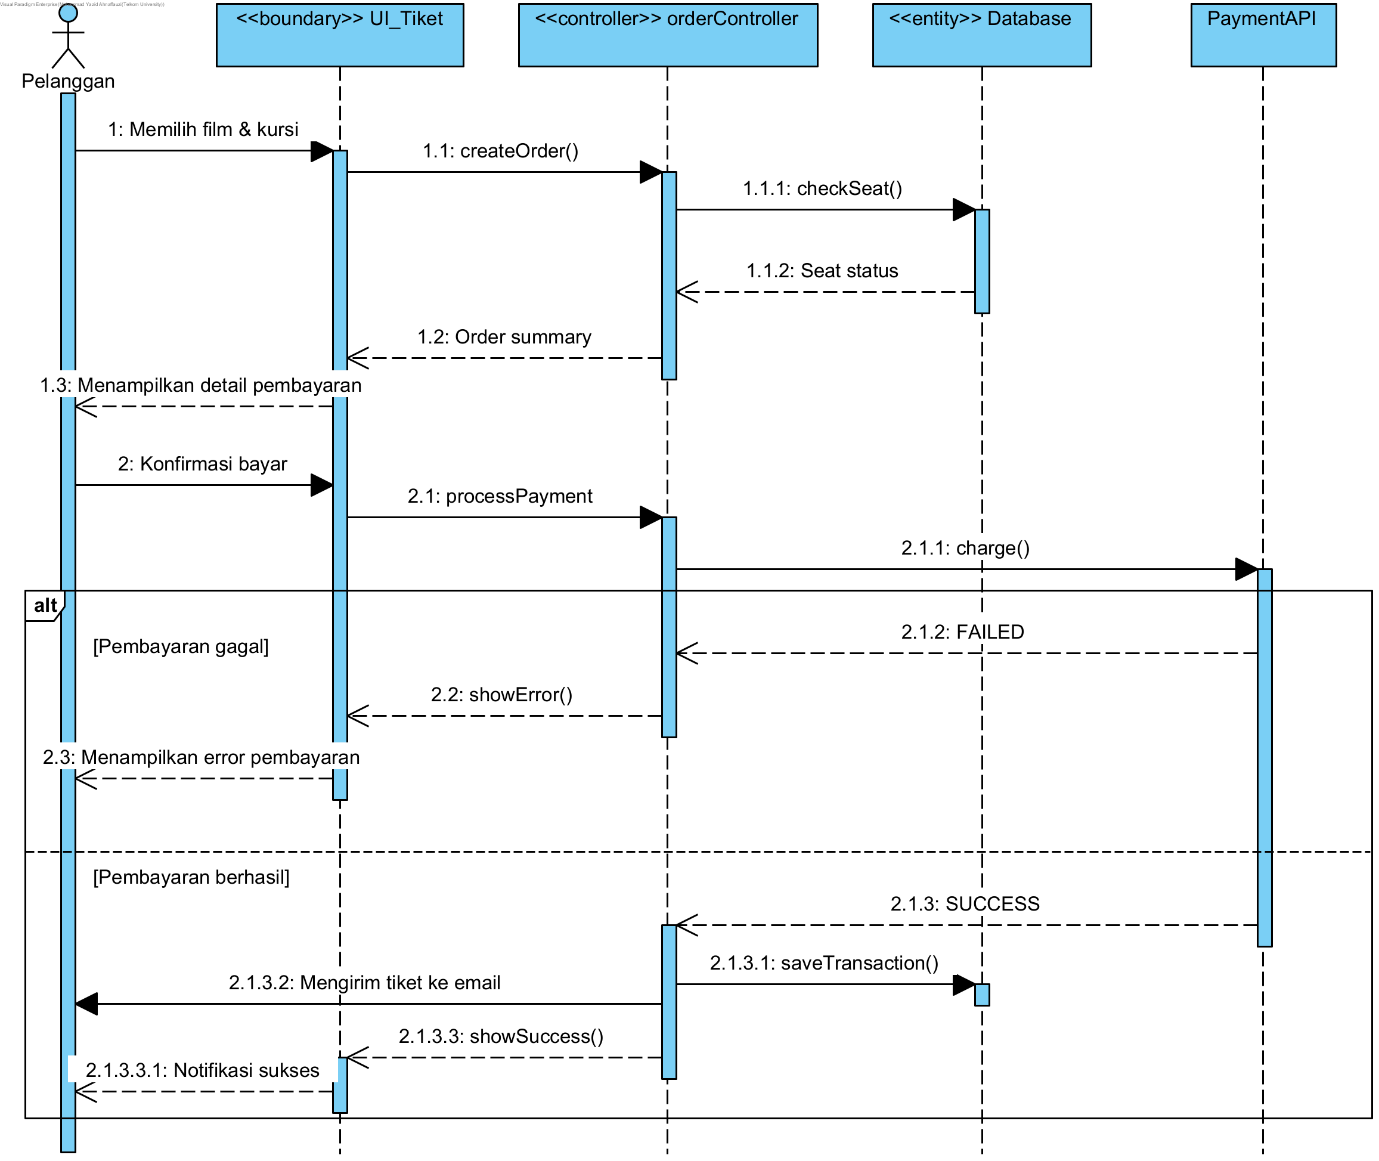 <<boundary>> UI_Tiket
<<controller>> orderController
<<entity>> Database
PaymentAPI
Pelanggan
1: Memilih film & kursi
1.1: createOrder()
1.1.1: checkSeat()
1.1.2: Seat status
1.2: Order summary
1.3: Menampilkan detail pembayaran
2: Konfirmasi bayar
2.1: processPayment
2.1.1: charge()
alt
[Pembayaran gagal]
2.1.2: FAILED
2.2: showError()
2.3: Menampilkan error pembayaran
[Pembayaran berhasil]
2.1.3: SUCCESS
2.1.3.1: saveTransaction()
2.1.3.2: Mengirim tiket ke email
2.1.3.3: showSuccess()
2.1.3.3.1: Notifikasi sukses